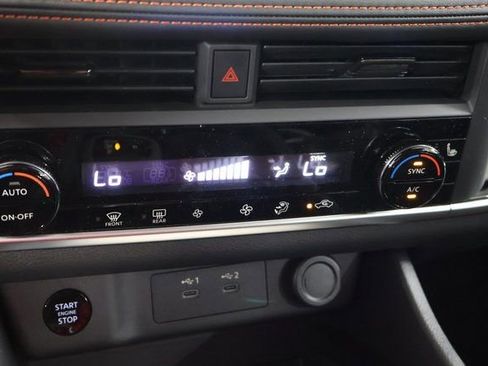 SYNC
Lo
Lo
AUTO
ON-OFF
SYNC
A/C
FRONT
REAR
1
2
START
ENGINE
STOP